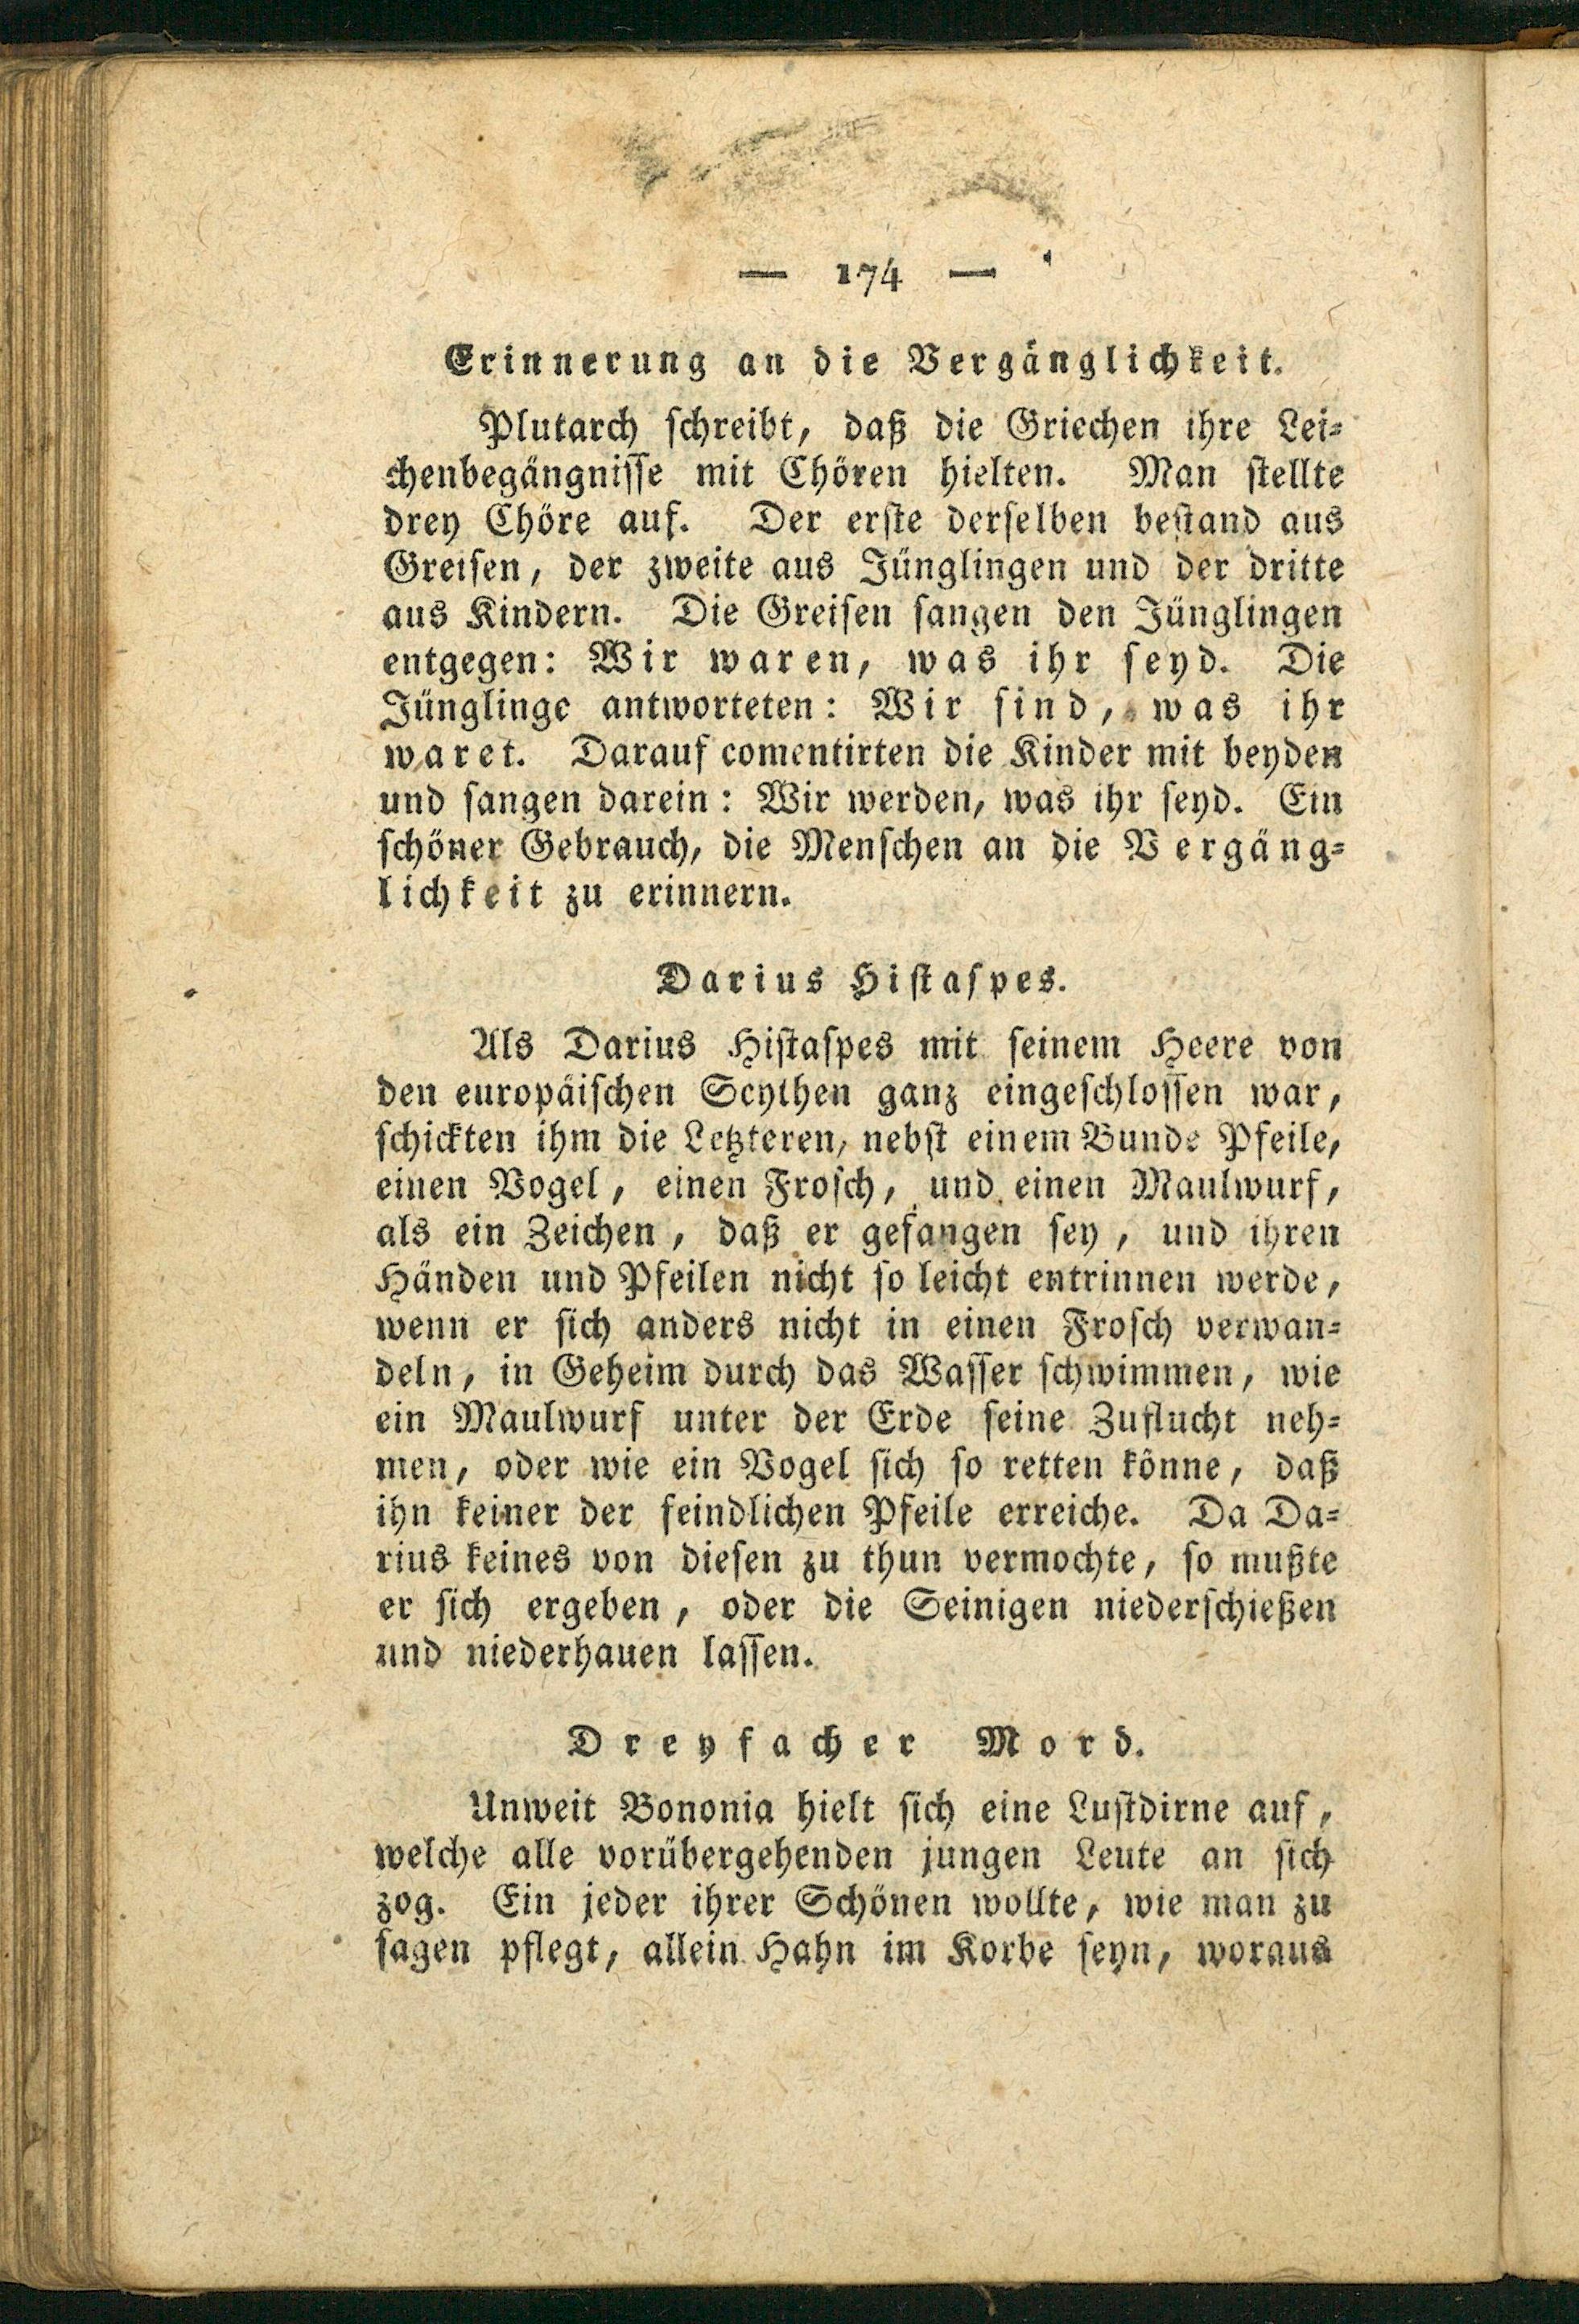 — 174 —
Erinnerung an die Vergänglichkeit.
Plutarch schreibt, daß die Griechen ihre Lei-
chenbegängnisse mit Chören hielten. Man stellte
drey Chöre auf. Der erste derselben bestand aus
Greisen, der zweite aus Jünglingen und der dritte
aus Kindern. Die Greisen sangen den Jünglingen
entgegen: Wir waren, was ihr seyd. Die
Jünglinge antworteten: Wir sind, was ihr
waret. Darauf comentirten die Kinder mit beyden
und sangen darein: Wir werden, was ihr seyd. Ein
schöner Gebrauch, die Menschen an die Vergäng-
lichkeit zu erinnern.
Darius Histaspes.
Als Darius Histaspes mit seinem Heere von
den europäischen Scythen ganz eingeschlossen war,
schickten ihm die Letzteren, nebst einem Bunde Pfeile,
einen Vogel, einen Frosch, und einen Maulwurf,
als ein Zeichen, daß er gefangen sey, und ihren
Händen und Pfeilen nicht so leicht entrinnen werde,
wenn er sich anders nicht in einen Frosch verwan-
deln, in Geheim durch das Wasser schwimmen, wie
ein Maulwurf unter der Erde seine Zuflucht neh-
men, oder wie ein Vogel sich so retten könne, daß
ihn keiner der feindlichen Pfeile erreiche. Da Da-
rius keines von diesen zu thun vermochte, so mußte
er sich ergeben, oder die Seinigen niederschießen
und niederhauen lassen.
Dreyfacher Mord.
Unweit Bononia hielt sich eine Lustdirne auf,
welche alle vorübergehenden jungen Leute an sich
zog. Ein jeder ihrer Schönen wollte, wie man zu
sagen pflegt, allein Hahn im Korbe seyn, woraus